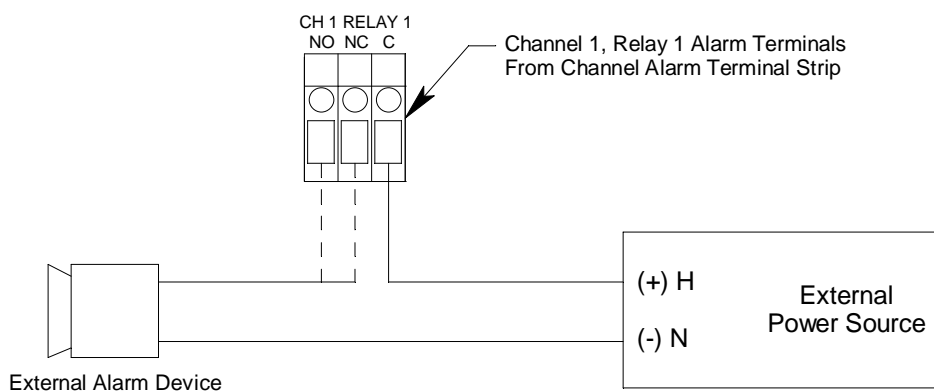 CH 1 RELAY 1
NO NC C
Channel 1, Relay 1 Alarm Terminals
From Channel Alarm Terminal Strip
(+) H
External
Power Source
(-) N
External Alarm Device